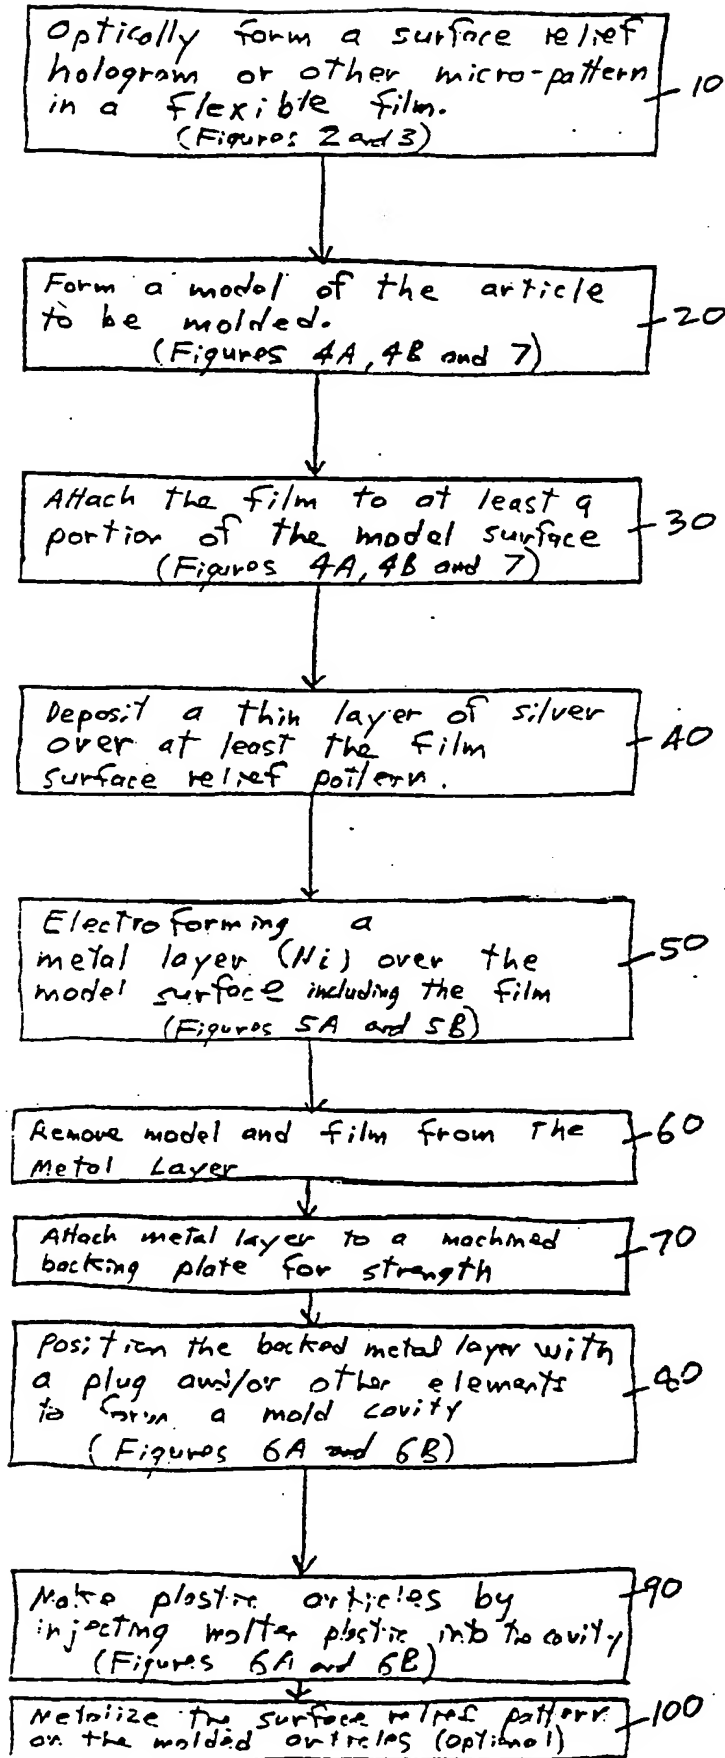 Optically form a surface relief
hologram or other micro-pattern
in a flexible film.
(Figures 2 and 3)
10
Form a model of the article
to be molded.
(Figures 4A, 4B and 7)
20
Attach the film to at least a
portion of the model surface
(Figures 4A, 4B and 7)
30
Deposit a thin layer of silver
over at least the film
surface relief pattern.
40
Electroforming a
metal layer (Ni) over the
model surface including the film
(Figures 5A and 5B)
50
Remove model and film from the
Metal Layer
60
Attach metal layer to a machined
backing plate for strength
70
Position the backed metal layer with
a plug and/or other elements
to form a mold cavity
(Figures 6A and 6B)
80
Make plastic articles by
injecting molten plastic into the cavity
(Figures 6A and 6B)
90
Metalize the surface relief pattern
on the molded articles (optional)
100